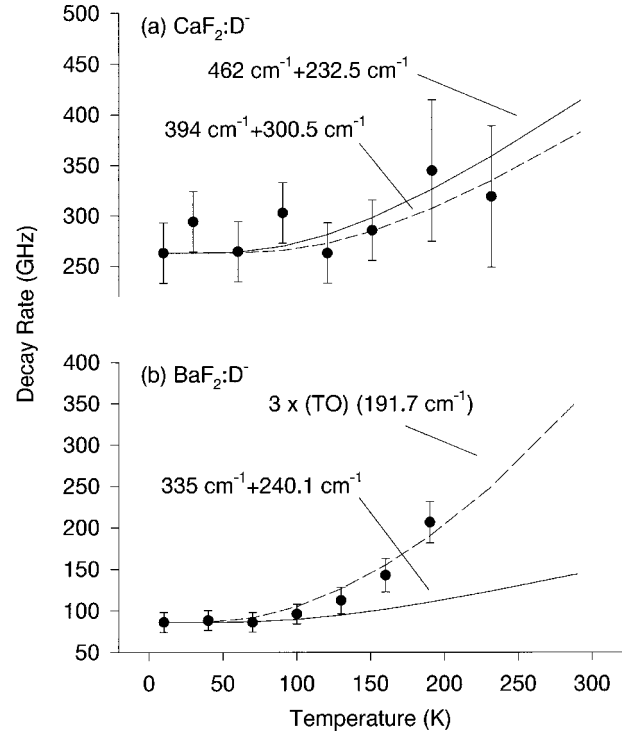 (a) CaF₂:D⁻
462 cm⁻¹+232.5 cm⁻¹
394 cm⁻¹+300.5 cm⁻¹
500
450
400
350
300
250
Decay Rate (GHz)
(b) BaF₂:D⁻
3 x (TO) (191.7 cm⁻¹)
335 cm⁻¹+240.1 cm⁻¹
400
350
300
250
200
150
100
50
0 50 100 150 200 250 300
Temperature (K)